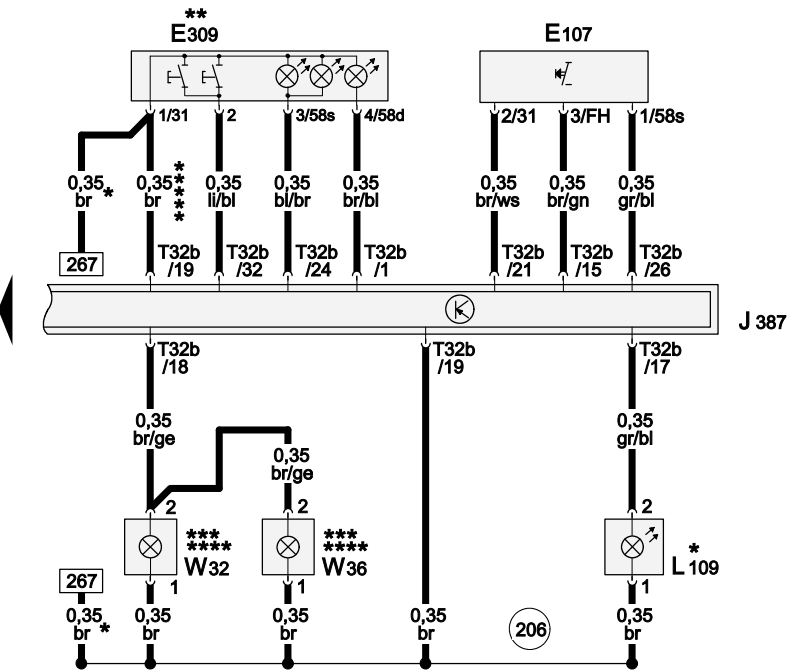 **
E309
E107
1/31
2
3/58s
4/58d
2/31
3/FH
1/58s
0,35
br *
0,35
br
*****
0,35
li/bl
0,35
bl/br
0,35
br/bl
0,35
br/ws
0,35
br/gn
0,35
gr/bl
267
T32b
/19
T32b
/32
T32b
/24
T32b
/1
T32b
/21
T32b
/15
T32b
/26
J 387
T32b
/18
T32b
/19
T32b
/17
0,35
br/ge
0,35
br/ge
0,35
gr/bl
2
2
2
***
****
W32
***
****
W36
*
L 109
267
1
1
1
0,35
br *
0,35
br
0,35
br
0,35
br
206
0,35
br